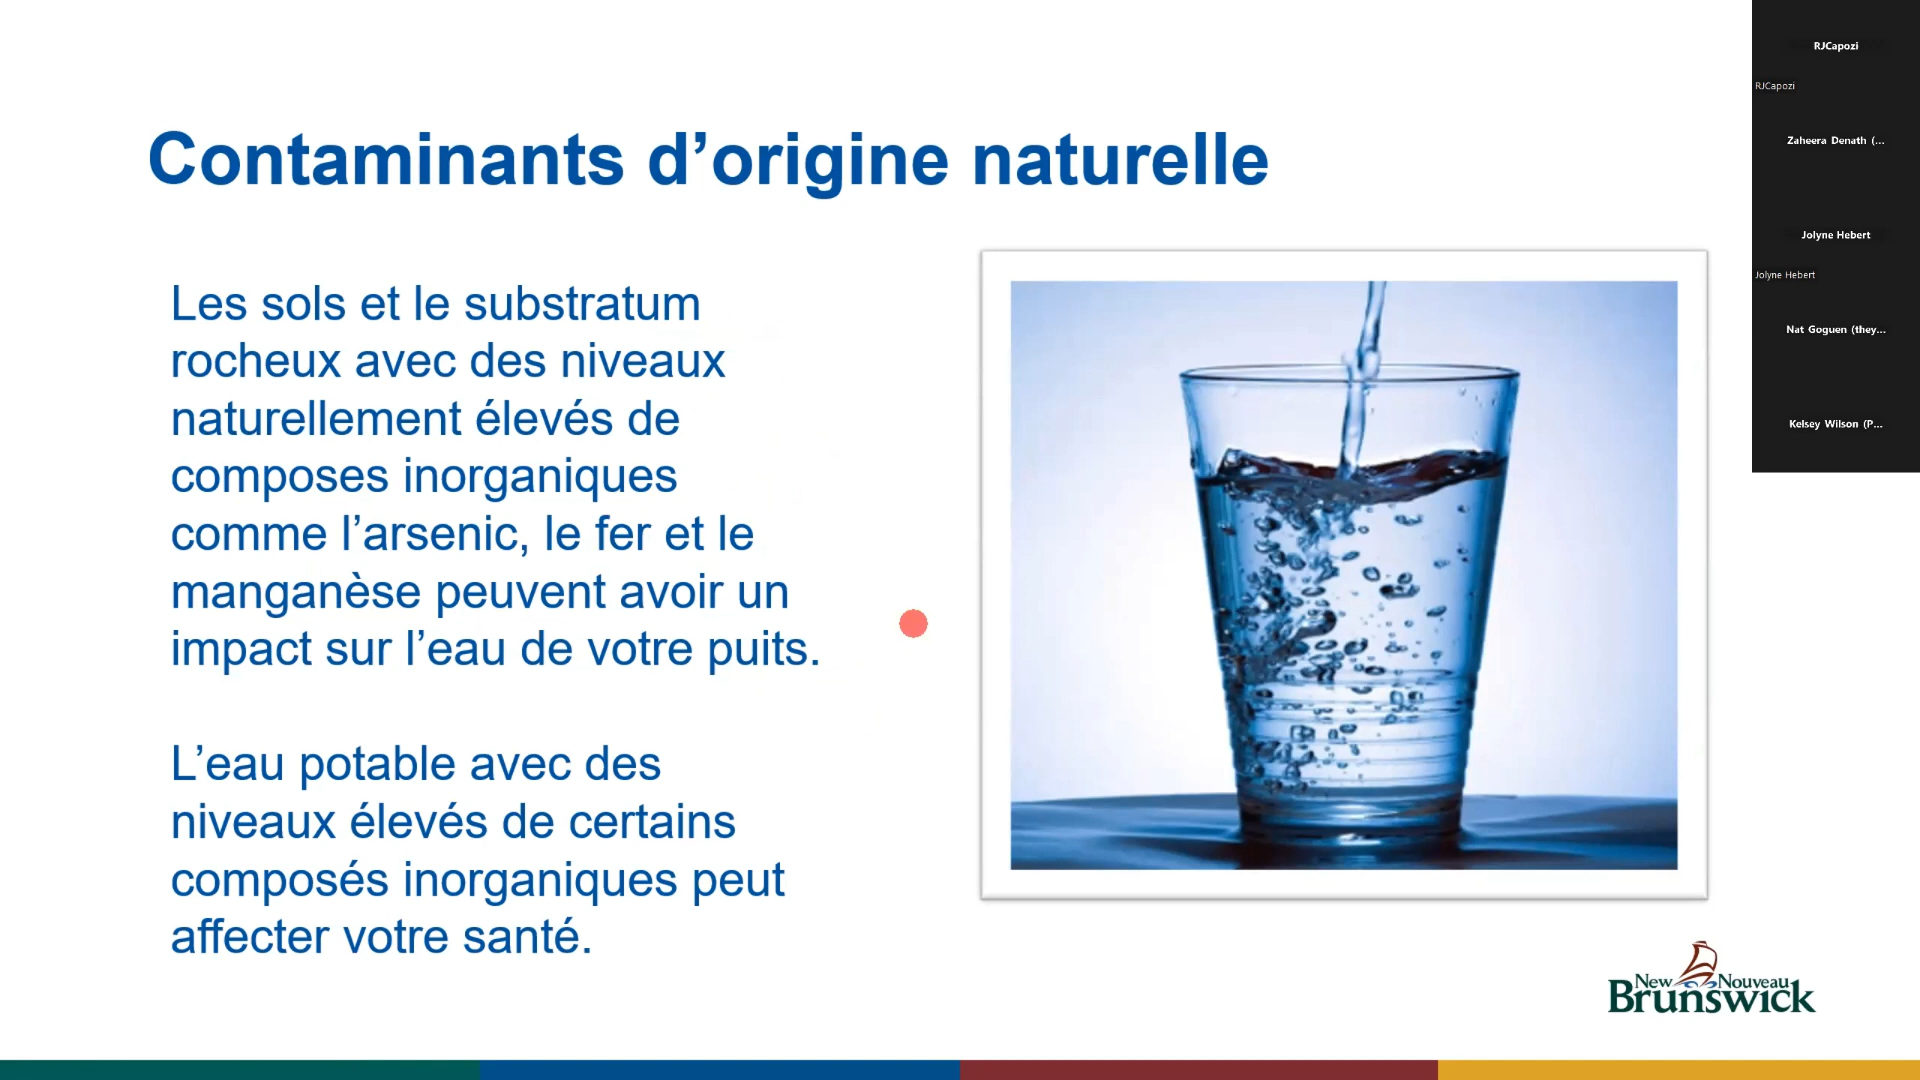 Contaminants d’origine naturelle
Les sols et le substratum
rocheux avec des niveaux
naturellement élevés de
composes inorganiques
comme l’arsenic, le fer et le
manganèse peuvent avoir un
impact sur l’eau de votre puits.
L’eau potable avec des
niveaux élevés de certains
composés inorganiques peut
affecter votre santé.
New Nouveau
Brunswick
RJCapozi
RJCapozi
Zaheera Denath (...
Jolyne Hebert
Jolyne Hebert
Nat Goguen (they...
Kelsey Wilson (P...